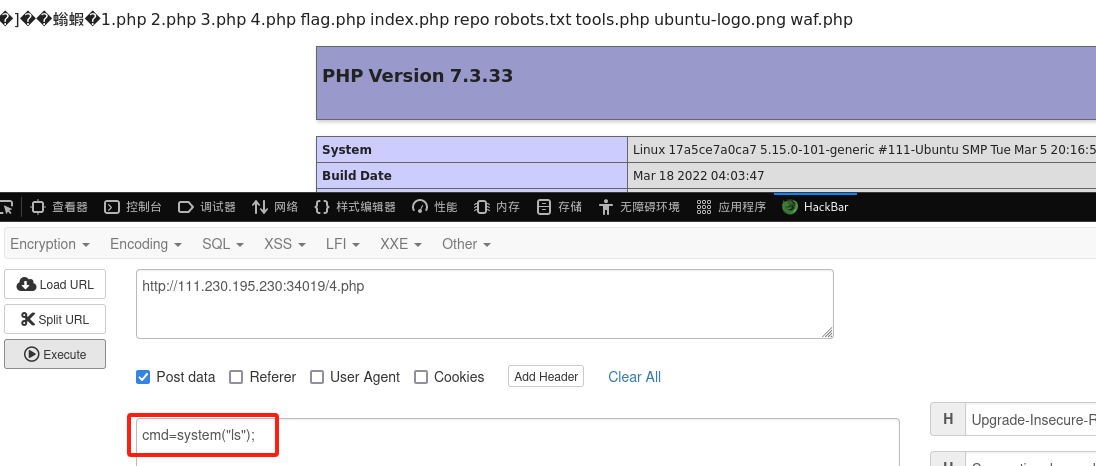 �]��螉蝦�1.php 2.php 3.php 4.php flag.php index.php repo robots.txt tools.php ubuntu-logo.png waf.php
PHP Version 7.3.33
System Linux 17a5ce7a0ca7 5.15.0-101-generic #111-Ubuntu SMP Tue Mar 5 20:16:5
Build Date Mar 18 2022 04:03:47
查看器 控制台 调试器 网络 样式编辑器 性能 内存 存储 无障碍环境 应用程序 HackBar
Encryption Encoding SQL XSS LFI XXE Other
Load URL http://111.230.195.230:34019/4.php
Split URL
Execute
Post data Referer User Agent Cookies Add Header Clear All
cmd=system("ls"); H Upgrade-Insecure-R